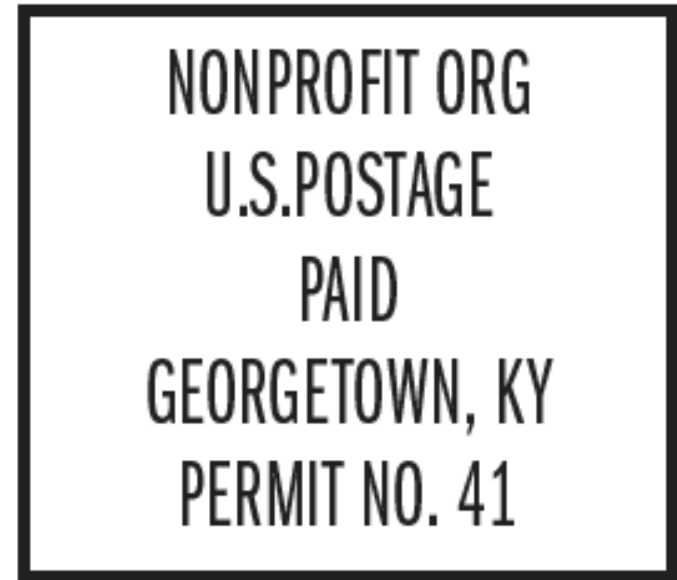 NONPROFIT ORG
U.S.POSTAGE
PAID
GEORGETOWN, KY
PERMIT NO. 41